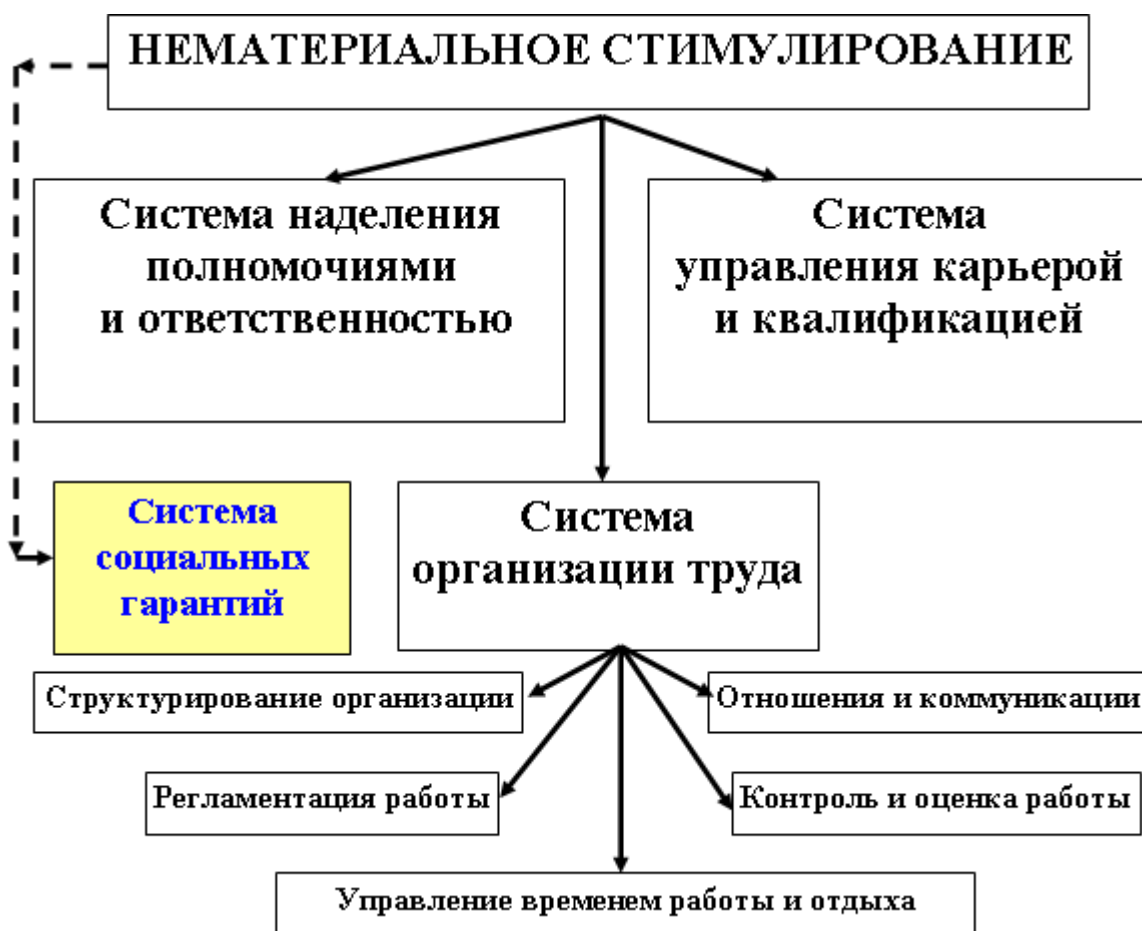 НЕМАТЕРИАЛЬНОЕ СТИМУЛИРОВАНИЕ
Система наделения
полномочиями
и ответственностью
Система
управления карьерой
и квалификацией
Система
социальных
гарантий
Система
организации труда
Структурирование организации
Отношения и коммуникации
Регламентация работы
Контроль и оценка работы
Управление временем работы и отдыха